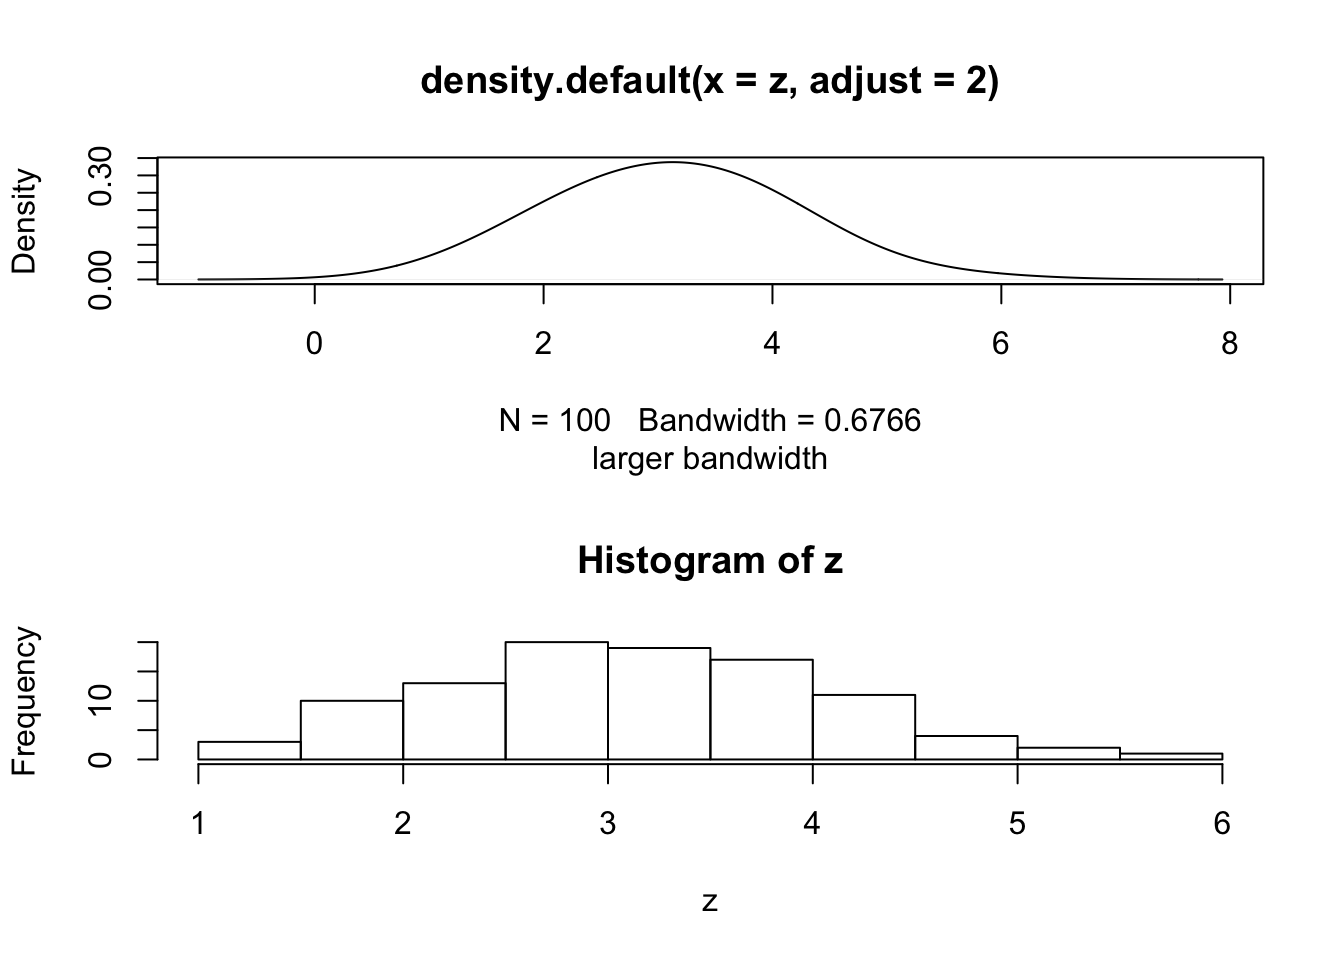 density.default(x = z, adjust = 2)
Density
0.30
0.00
0 2 4 6 8
N = 100 Bandwidth = 0.6766
larger bandwidth
Histogram of z
Frequency
10
0
1 2 3 4 5 6
z